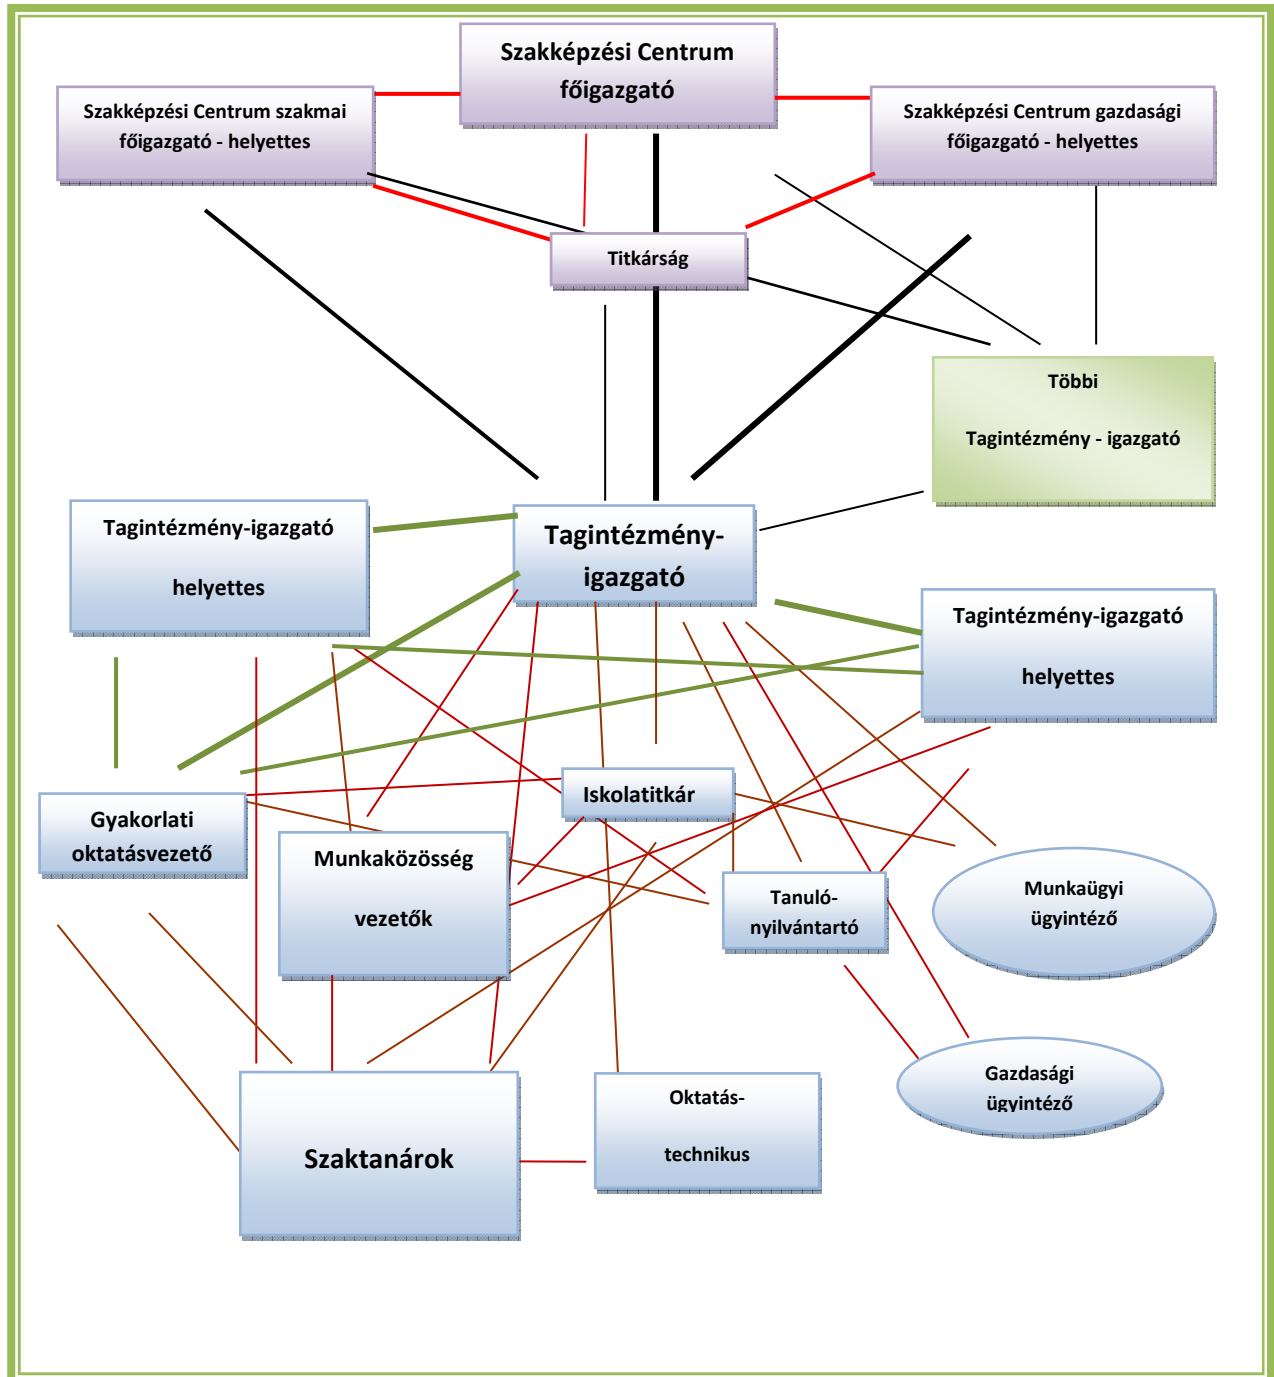 Szakképzési Centrum
főigazgató
Szakképzési Centrum szakmai
főigazgató - helyettes
Szakképzési Centrum gazdasági
főigazgató - helyettes
Titkárság
Többi
Tagintézmény - igazgató
Tagintézmény-igazgató
helyettes
Tagintézmény-
igazgató
Tagintézmény-igazgató
helyettes
Iskolatitkár
Gyakorlati
oktatásvezető
Munkaközösség
vezetők
Tanuló-
nyilvántartó
Munkaügyi
ügyintéző
Gazdasági
ügyintéző
Szaktanárok
Oktatás-
technikus